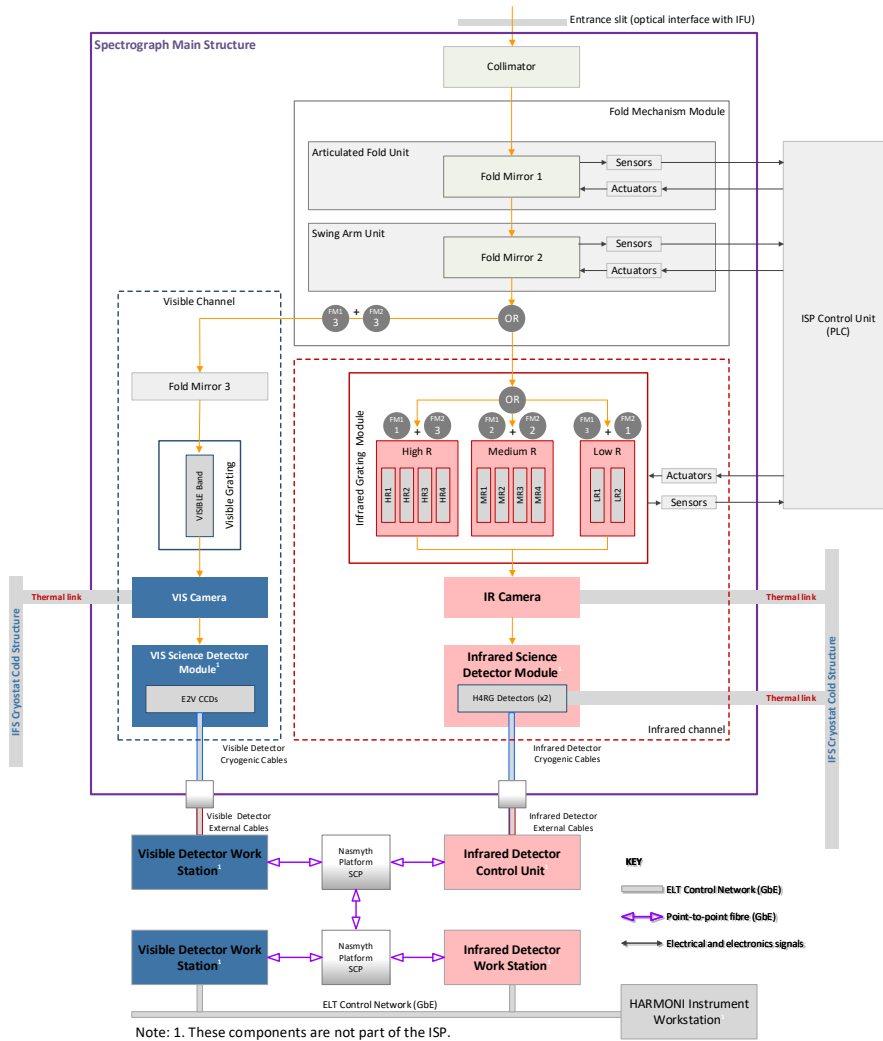 Entrance slit (optical interface with IFU)
Spectrograph Main Structure
Collimator
Fold Mechanism Module
Articulated Fold Unit
Fold Mirror 1
Sensors
Actuators
Swing Arm Unit
Fold Mirror 2
Sensors
Actuators
ISP Control Unit
(PLC)
Visible Channel
FM1
3
+
FM2
3
OR
Fold Mirror 3
OR
FM1
1
+
FM2
3
FM1
2
+
FM2
2
FM1
3
+
FM2
1
Infrared Grating Module
High R
HR1
HR2
HR3
HR4
Medium R
MR1
MR2
MR3
MR4
Low R
LR1
LR2
Actuators
Sensors
VISIBLE Band
Visible Grating
IFS Cryostat Cold Structure
Thermal link
VIS Camera
IR Camera
Thermal link
IFS Cryostat Cold Structure
VIS Science Detector
Module1
E2V CCDs
Infrared Science
Detector Module1
H4RG Detectors (x2)
Thermal link
Infrared channel
Visible Detector
Cryogenic Cables
Infrared Detector
Cryogenic Cables
Visible Detector
External Cables
Infrared Detector
External Cables
Visible Detector Work
Station1
Nasmyth
Platform
SCP
Infrared Detector
Control Unit1
Visible Detector Work
Station1
Nasmyth
Platform
SCP
Infrared Detector
Work Station1
KEY
ELT Control Network (GbE)
Point-to-point fibre (GbE)
Electrical and electronics signals
ELT Control Network (GbE)
HARMONI Instrument
Workstation1
Note: 1. These components are not part of the ISP.